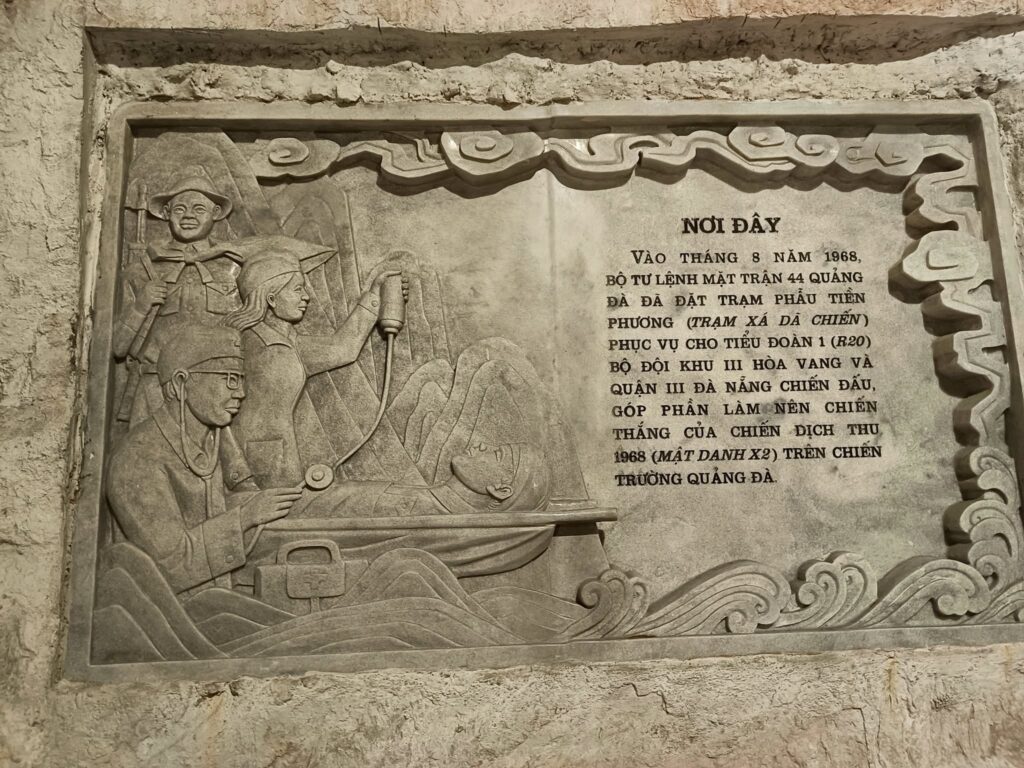 NƠI ĐÂY
VÀO THÁNG 8 NĂM 1968,
BỘ TƯ LỆNH MẶT TRẬN 44 QUẢNG
ĐÀ ĐÃ ĐẶT TRẠM PHẪU TIỀN
PHƯƠNG (TRẠM XÁ DÃ CHIẾN)
PHỤC VỤ CHO TIỂU ĐOÀN 1 (R20)
BỘ ĐỘI KHU III HÒA VANG VÀ
QUẬN III ĐÀ NẴNG CHIẾN ĐẤU,
GÓP PHẦN LÀM NÊN CHIẾN
THẮNG CỦA CHIẾN DỊCH THU
1968 (MẬT DANH X2) TRÊN CHIẾN
TRƯỜNG QUẢNG ĐÀ.